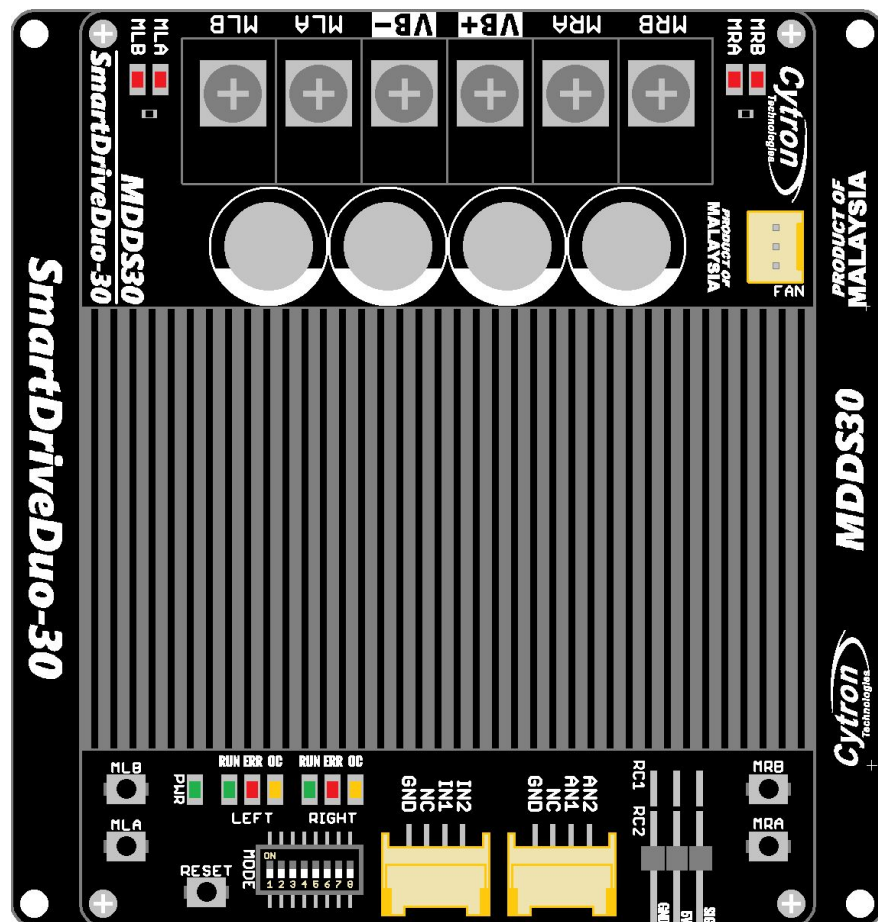 MLB
MLA
VB-
VB+
MRA
MRB
MLB
MLA
MRA
MRB
SmartDriveDuo-30
MDDS30
Cytron
Technologies
PRODUCT OF
MALAYSIA
FAN
PRODUCT OF
MALAYSIA
SmartDriveDuo-30
MDDS30
Cytron
Technologies
MLB
MLA
PWR
RUN ERR OC
RUN ERR OC
LEFT
RIGHT
RESET
MODE
ON
1 2 3 4 5 6 7 8
GND
NC
IN1
IN2
GND
NC
AN1
AN2
RC1
RC2
GND
5V
MRB
MRA